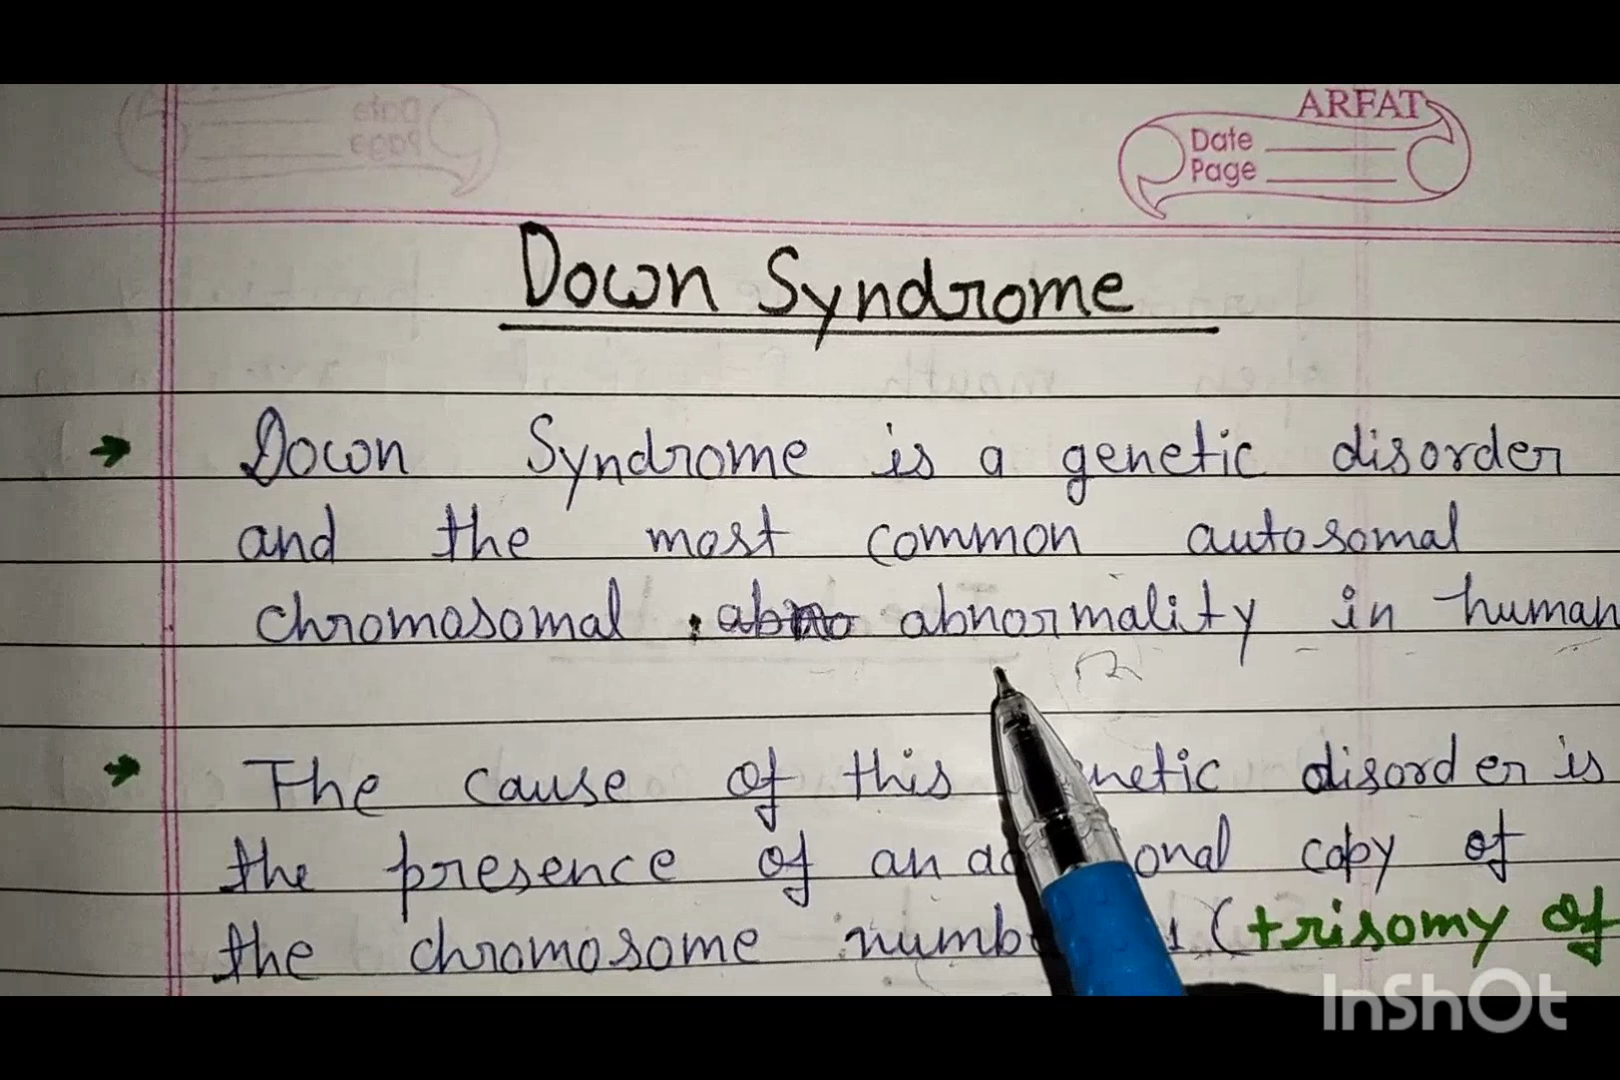 ARFAT
Date
Page
Down Syndrome
Down Syndrome is a genetic disorder
and the most common autosomal
chromosomal abno abnormality in human
The cause of this netic disorder is
the presence of an ad onal copy of
the chromosome numb 1 (trisomy of
InShOt